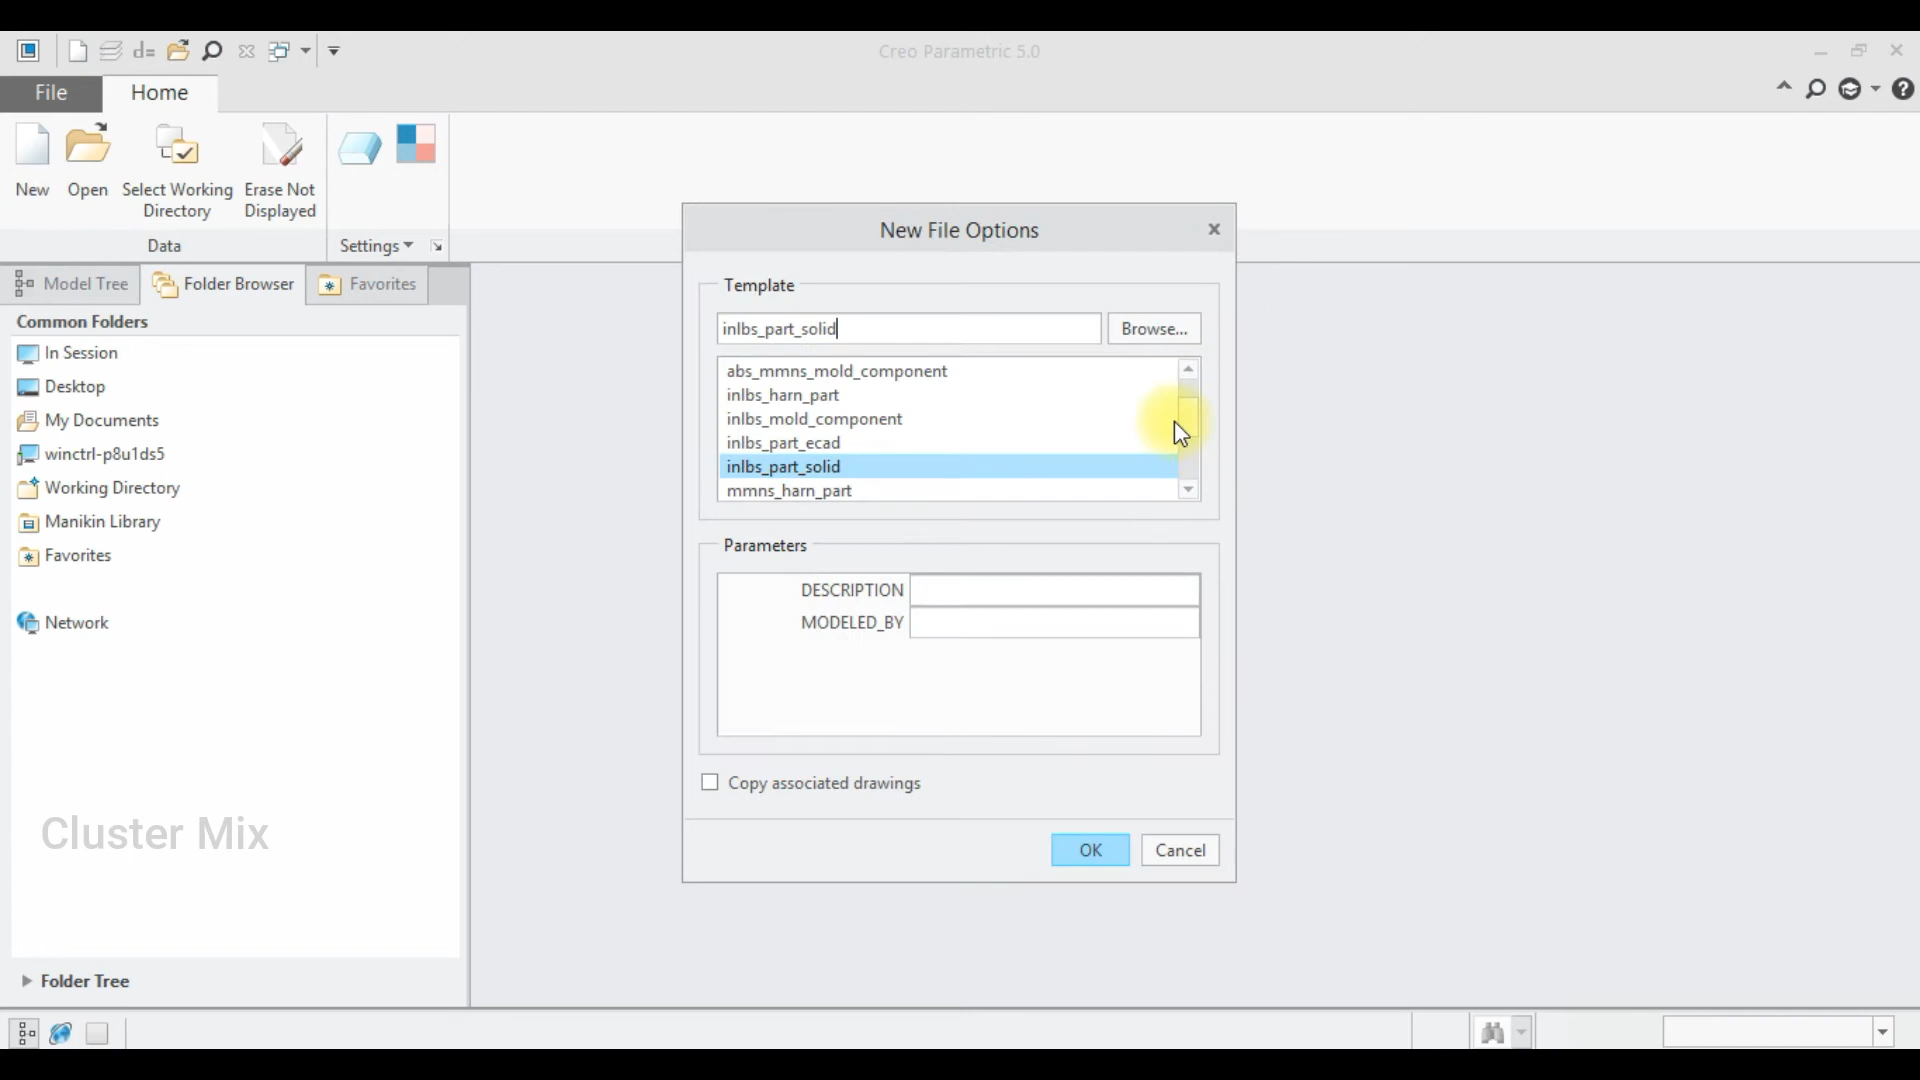 d=
Creo Parametric 5.0
File
Home
New
Open
Select Working
Directory
Erase Not
Displayed
Data
Settings
Model Tree
Folder Browser
Favorites
Common Folders
In Session
Desktop
My Documents
winctrl-p8u1ds5
Working Directory
Manikin Library
Favorites
Network
Cluster Mix
Folder Tree
New File Options
Template
inlbs_part_solid
Browse...
abs_mmns_mold_component
inlbs_harn_part
inlbs_mold_component
inlbs_part_ecad
inlbs_part_solid
mmns_harn_part
Parameters
DESCRIPTION
MODELED_BY
Copy associated drawings
OK
Cancel